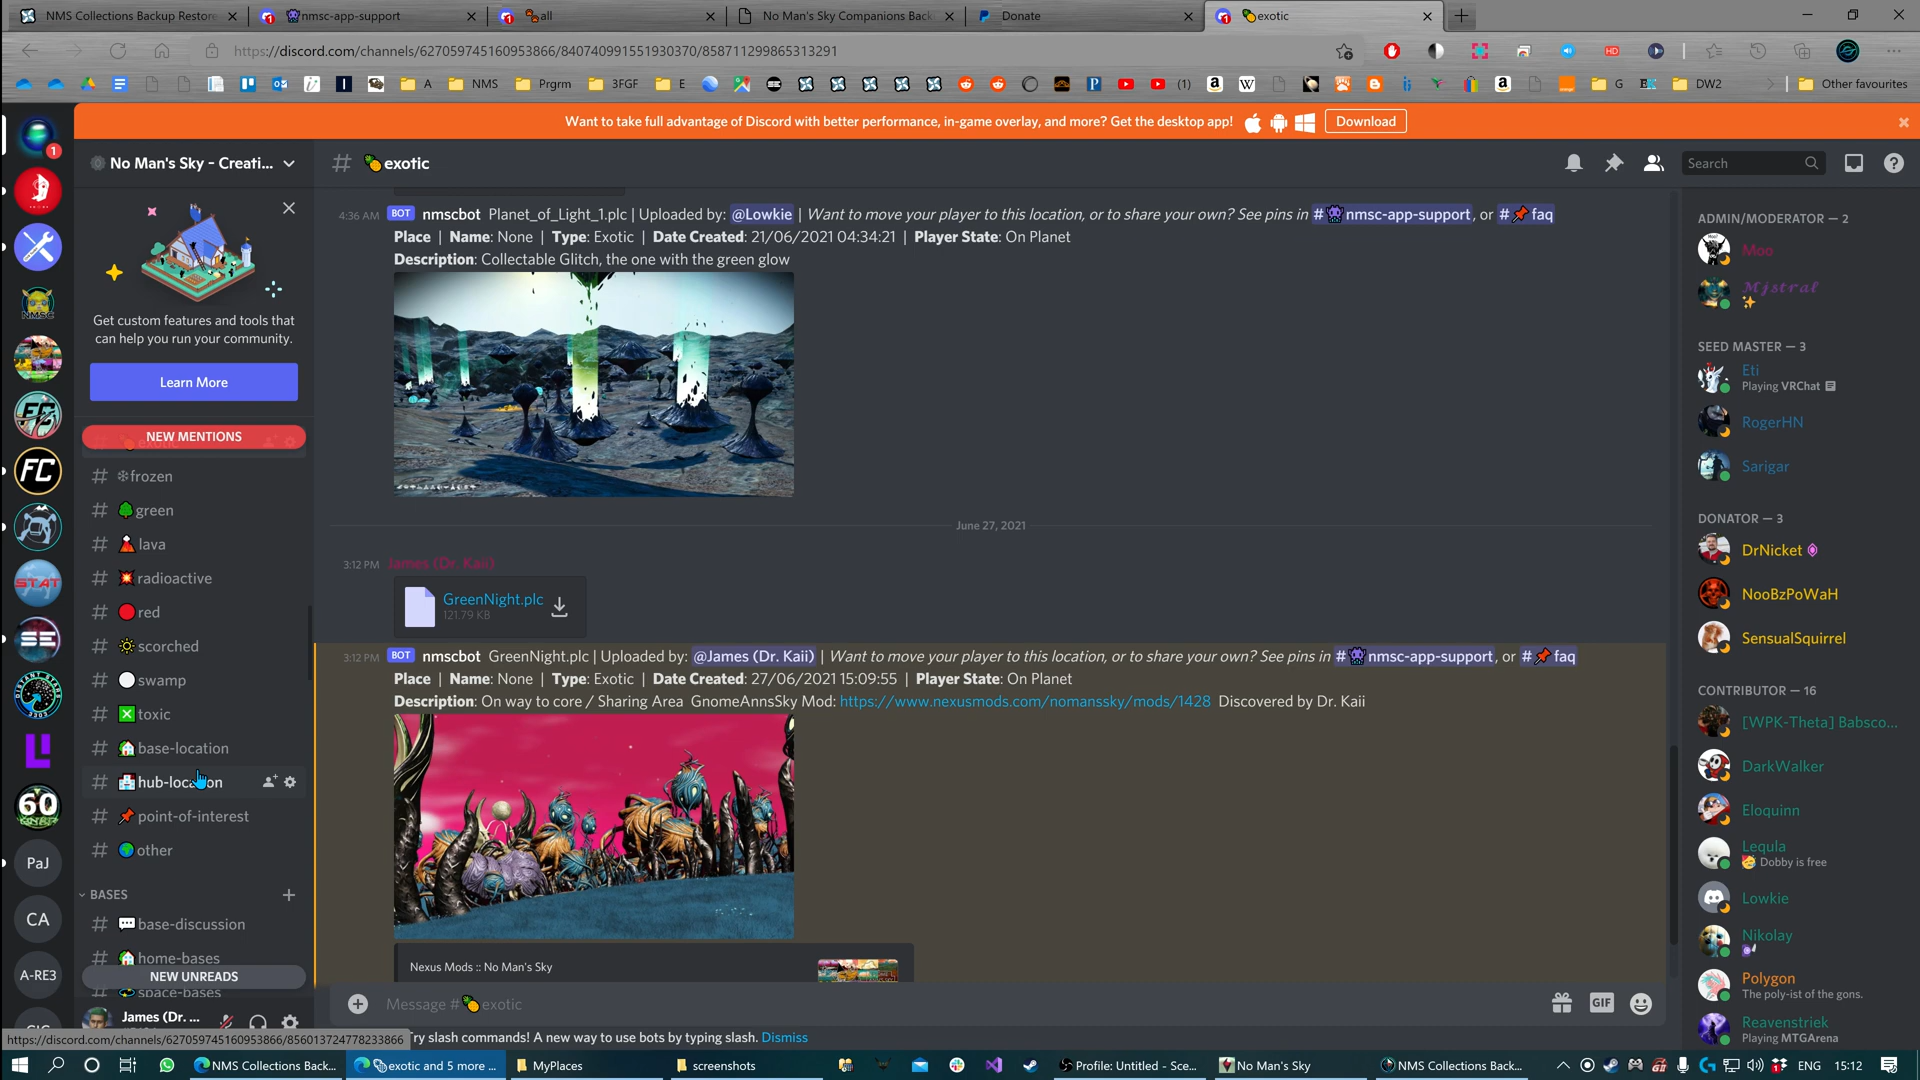 NMS Collections Backup Restor
nmsc-app-support
all
No Man's Sky Companions Back
Donate
exotic
https://discord.com/channels/627059745160953866/840740991551930370/858711299865313291
A
NMS
Prgrm
3FGF
E
(1)
G
DW2
Other favourites
Want to take full advantage of Discord with better performance, in-game overlay, and more? Get the desktop app!
Download
No Man's Sky - Creati...
# exotic
Search
Get custom features and tools that
can help you run your community.
Learn More
NEW MENTIONS
# frozen
# green
# lava
# radioactive
# red
# scorched
# swamp
# toxic
# base-location
# hub-location
# point-of-interest
# other
BASES
# base-discussion
# home-bases
NEW UNREADS
# space-bases
James (Dr. ...
STAT
FC
60
PaJ
CA
A-RE3
4:36 AM BOT nmscbot Planet_of_Light_1.plc | Uploaded by: @Lowkie | Want to move your player to this location, or to share your own? See pins in # nmsc-app-support, or # faq
Place | Name: None | Type: Exotic | Date Created: 21/06/2021 04:34:21 | Player State: On Planet
Description: Collectable Glitch, the one with the green glow
June 27, 2021
3:12 PM James (Dr. Kaii)
GreenNight.plc
121.79 KB
3:12 PM BOT nmscbot GreenNight.plc | Uploaded by: @James (Dr. Kaii) | Want to move your player to this location, or to share your own? See pins in # nmsc-app-support, or # faq
Place | Name: None | Type: Exotic | Date Created: 27/06/2021 15:09:55 | Player State: On Planet
Description: On way to core / Sharing Area GnomeAnnsSky Mod: https://www.nexusmods.com/nomanssky/mods/1428 Discovered by Dr. Kaii
Nexus Mods :: No Man's Sky
Message # exotic
GIF
https://discord.com/channels/627059745160953866/856013724778233866
Try slash commands! A new way to use bots by typing slash. Dismiss
ADMIN/MODERATOR — 2
Moo
Mjstral
SEED MASTER — 3
Eti
Playing VRChat
RogerHN
Sarigar
DONATOR — 3
DrNicket
NooBzPoWaH
SensualSquirrel
CONTRIBUTOR — 16
[WPK-Theta] Babsco...
DarkWalker
Eloquinn
Lequla
Dobby is free
Lowkie
Nikolay
Polygon
The poly-ist of the gons.
Reavenstriek
Playing MTGArena
NMS Collections Back...
exotic and 5 more ...
MyPlaces
screenshots
Profile: Untitled - Sce...
No Man's Sky
NMS Collections Back...
ENG
15:12